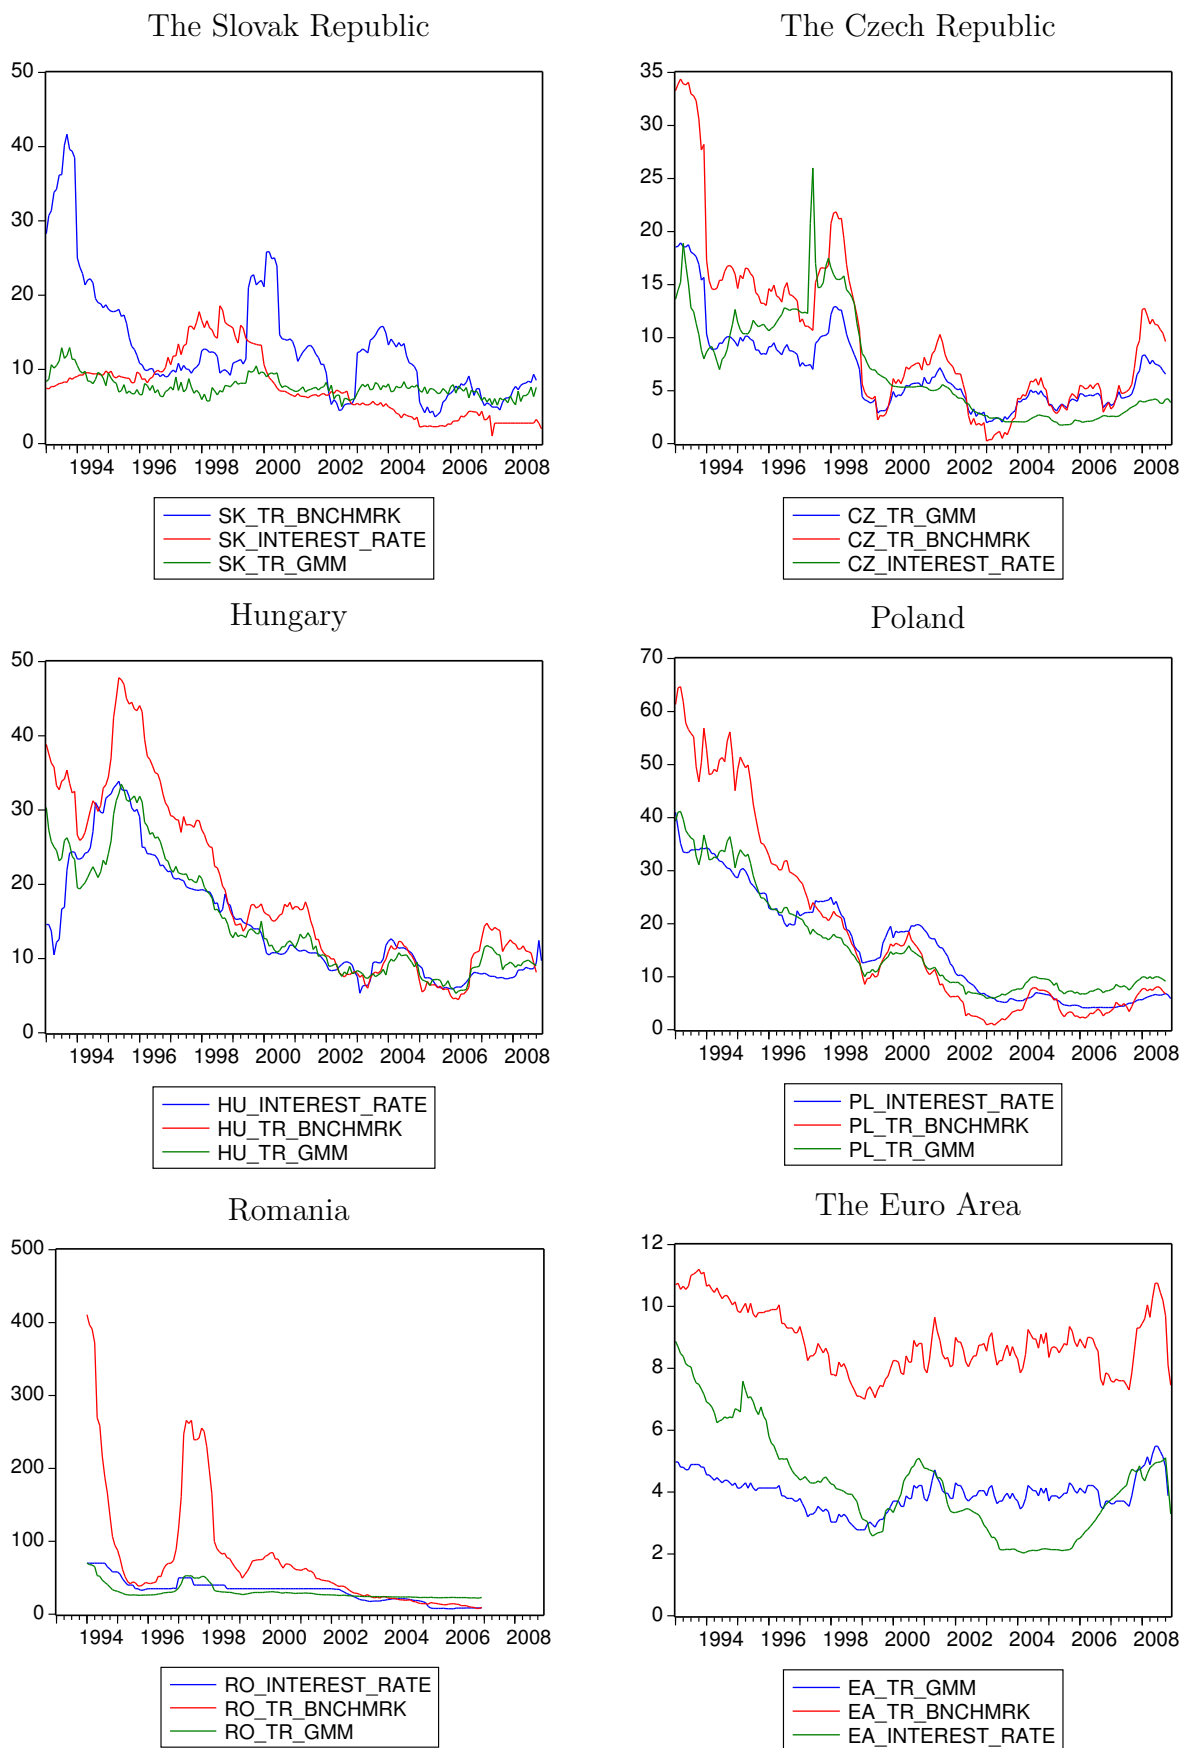 The Slovak Republic
50
40
30
20
10
0
1994 1996 1998 2000 2002 2004 2006 2008
SK_TR_BNCHMRK
SK_INTEREST_RATE
SK_TR_GMM
The Czech Republic
35
30
25
20
15
10
5
0
1994 1996 1998 2000 2002 2004 2006 2008
CZ_TR_GMM
CZ_TR_BNCHMRK
CZ_INTEREST_RATE
Hungary
50
40
30
20
10
0
1994 1996 1998 2000 2002 2004 2006 2008
HU_INTEREST_RATE
HU_TR_BNCHMRK
HU_TR_GMM
Poland
70
60
50
40
30
20
10
0
1994 1996 1998 2000 2002 2004 2006 2008
PL_INTEREST_RATE
PL_TR_BNCHMRK
PL_TR_GMM
Romania
500
400
300
200
100
0
1994 1996 1998 2000 2002 2004 2006 2008
RO_INTEREST_RATE
RO_TR_BNCHMRK
RO_TR_GMM
The Euro Area
12
10
8
6
4
2
0
1994 1996 1998 2000 2002 2004 2006 2008
EA_TR_GMM
EA_TR_BNCHMRK
EA_INTEREST_RATE